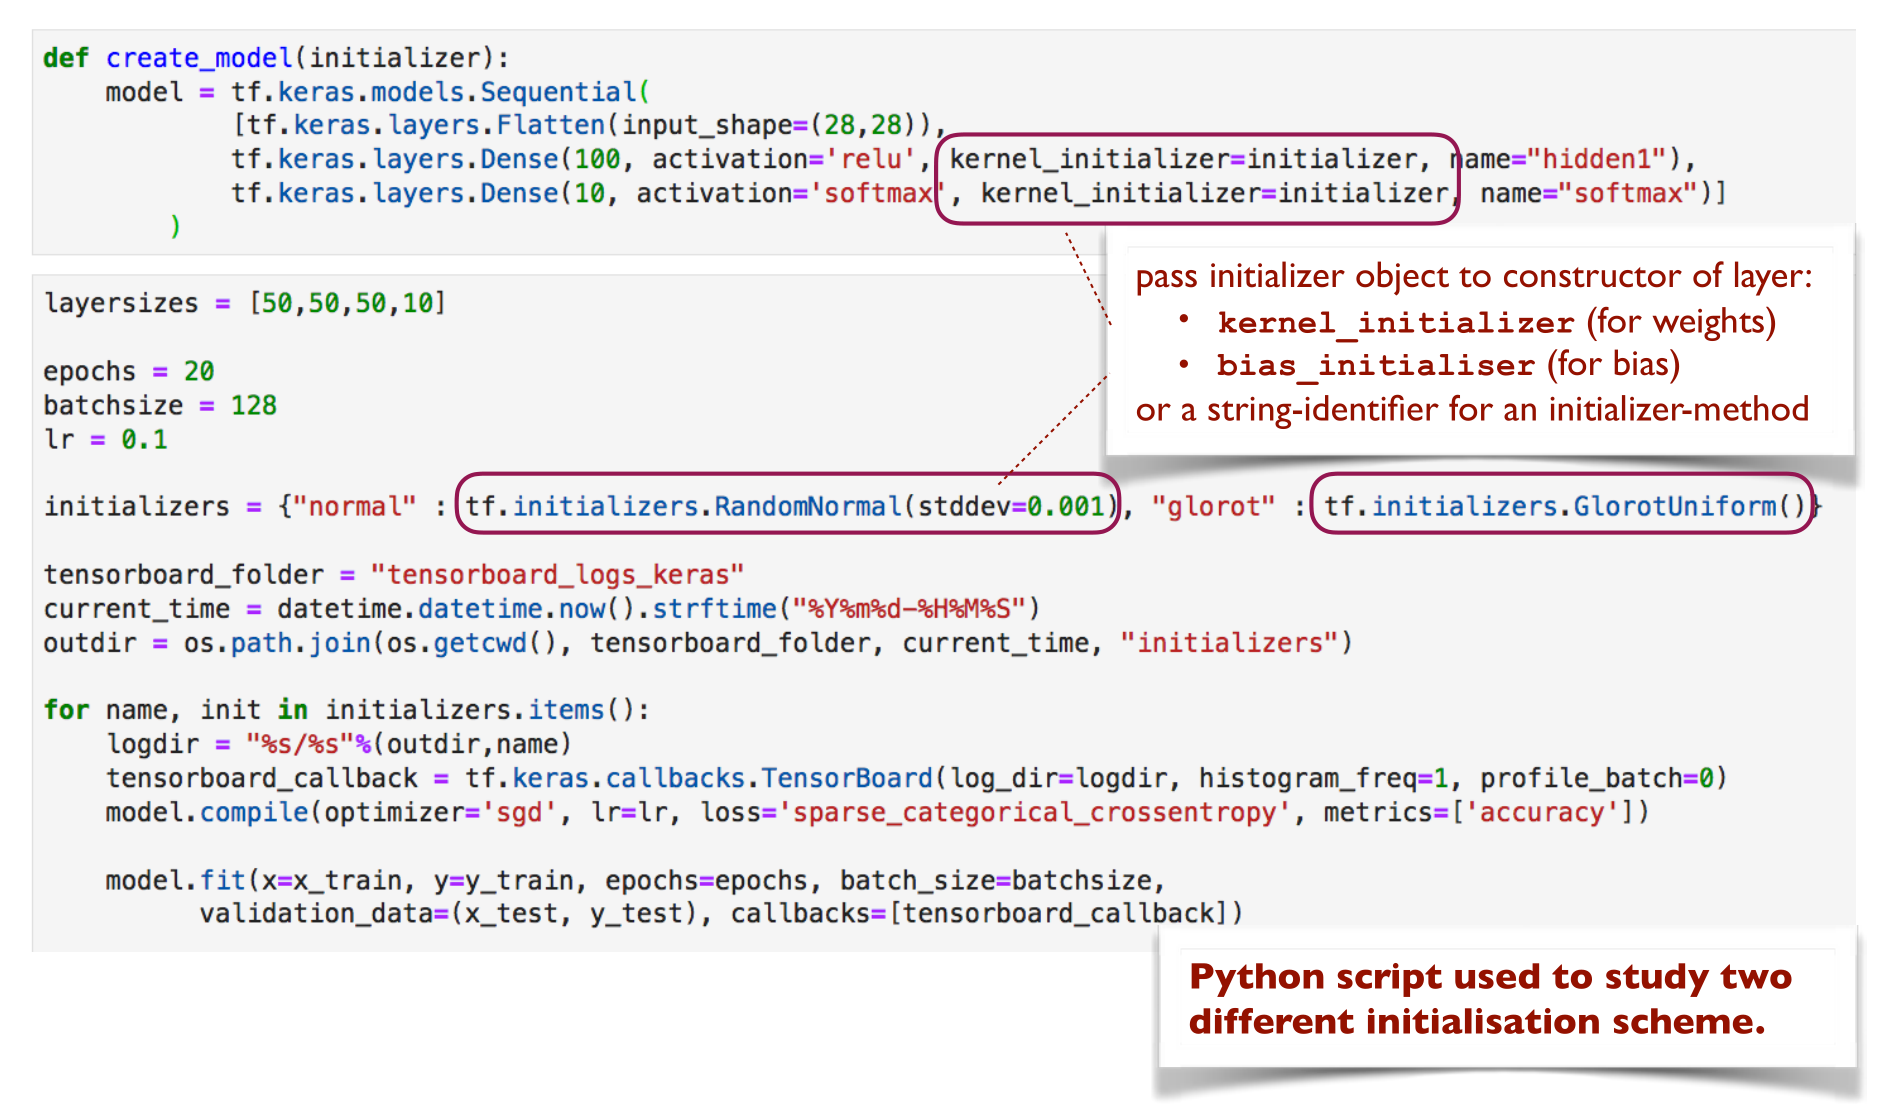 def create_model(initializer):
    model = tf.keras.models.Sequential(
            [tf.keras.layers.Flatten(input_shape=(28,28)),
            tf.keras.layers.Dense(100, activation='relu', kernel_initializer=initializer, name="hidden1"),
            tf.keras.layers.Dense(10, activation='softmax', kernel_initializer=initializer, name="softmax")]
        )
pass initializer object to constructor of layer:
• kernel_initializer (for weights)
• bias_initialiser (for bias)
or a string-identifier for an initializer-method
layersizes = [50,50,50,10]
epochs = 20
batchsize = 128
lr = 0.1
initializers = {"normal" : tf.initializers.RandomNormal(stddev=0.001), "glorot" : tf.initializers.GlorotUniform()}
tensorboard_folder = "tensorboard_logs_keras"
current_time = datetime.datetime.now().strftime("%Y%m%d-%H%M%S")
outdir = os.path.join(os.getcwd(), tensorboard_folder, current_time, "initializers")
for name, init in initializers.items():
    logdir = "%s/%s"%(outdir,name)
    tensorboard_callback = tf.keras.callbacks.TensorBoard(log_dir=logdir, histogram_freq=1, profile_batch=0)
    model.compile(optimizer='sgd', lr=lr, loss='sparse_categorical_crossentropy', metrics=['accuracy'])
    model.fit(x=x_train, y=y_train, epochs=epochs, batch_size=batchsize,
          validation_data=(x_test, y_test), callbacks=[tensorboard_callback])
Python script used to study two
different initialisation scheme.